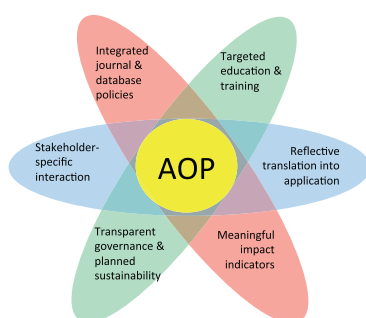 Integrated
journal &
database
policies
Targeted
education &
training
Stakeholder-
specific
interaction
AOP
Reflective
translation into
application
Transparent
governance &
planned
sustainability
Meaningful
impact
indicators